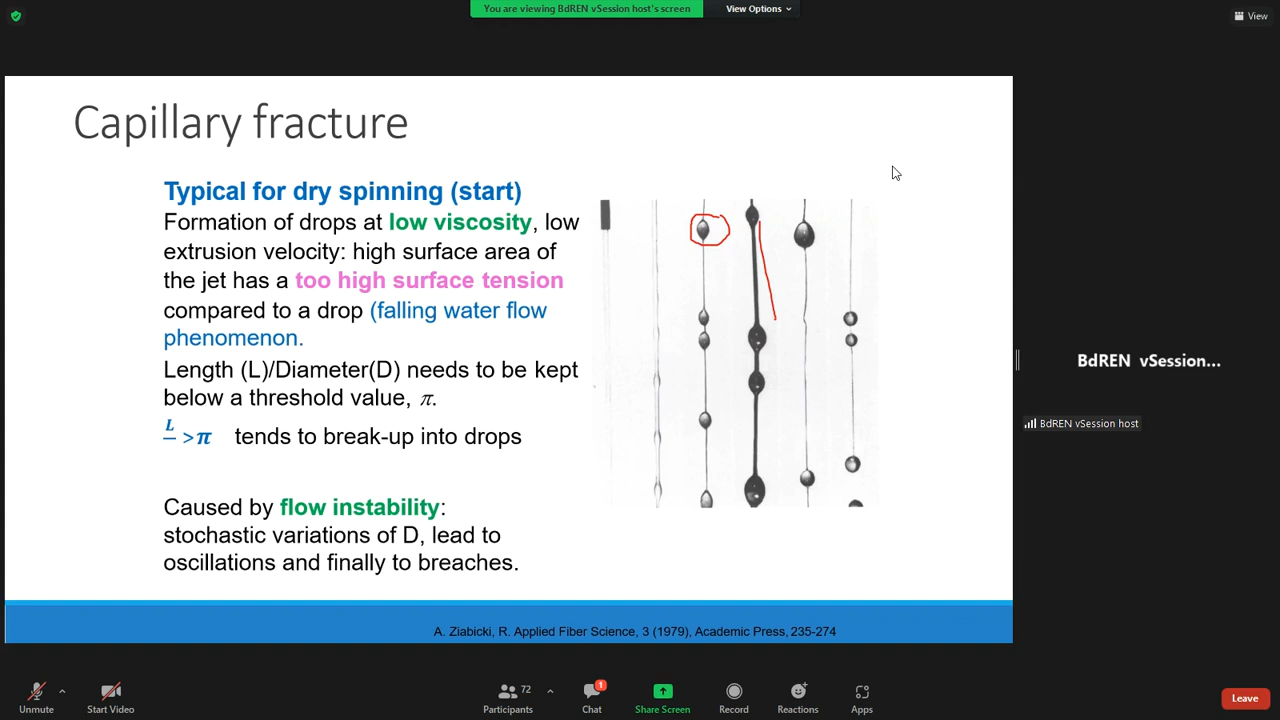 You are viewing BdREN vSession host's screen
View Options
View
Capillary fracture
Typical for dry spinning (start)
Formation of drops at low viscosity, low
extrusion velocity: high surface area of
the jet has a too high surface tension
compared to a drop (falling water flow
phenomenon.
Length (L)/Diameter(D) needs to be kept
below a threshold value, π.
L
— >π tends to break-up into drops
Caused by flow instability:
stochastic variations of D, lead to
oscillations and finally to breaches.
A. Ziabicki, R. Applied Fiber Science, 3 (1979), Academic Press, 235-274
BdREN vSession...
BdREN vSession host
Unmute
Start Video
72
Participants
1
Chat
Share Screen
Record
Reactions
Apps
Leave